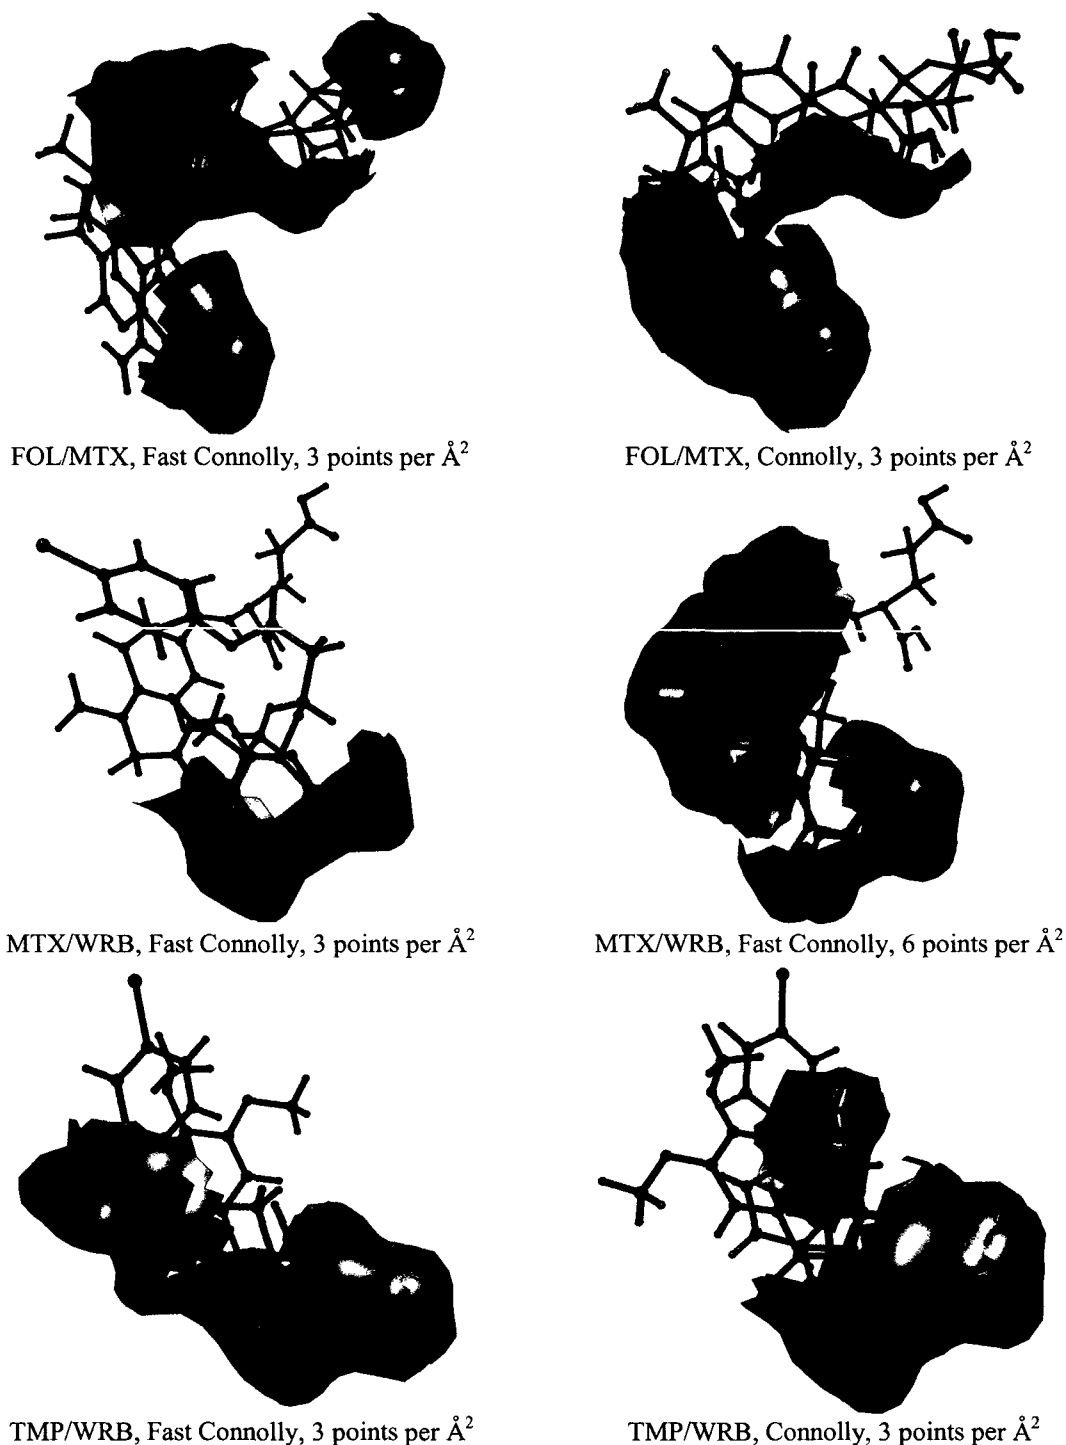 FOL/MTX, Fast Connolly, 3 points per Å²
FOL/MTX, Connolly, 3 points per Å²
MTX/WRB, Fast Connolly, 3 points per Å²
MTX/WRB, Fast Connolly, 6 points per Å²
TMP/WRB, Fast Connolly, 3 points per Å²
TMP/WRB, Connolly, 3 points per Å²